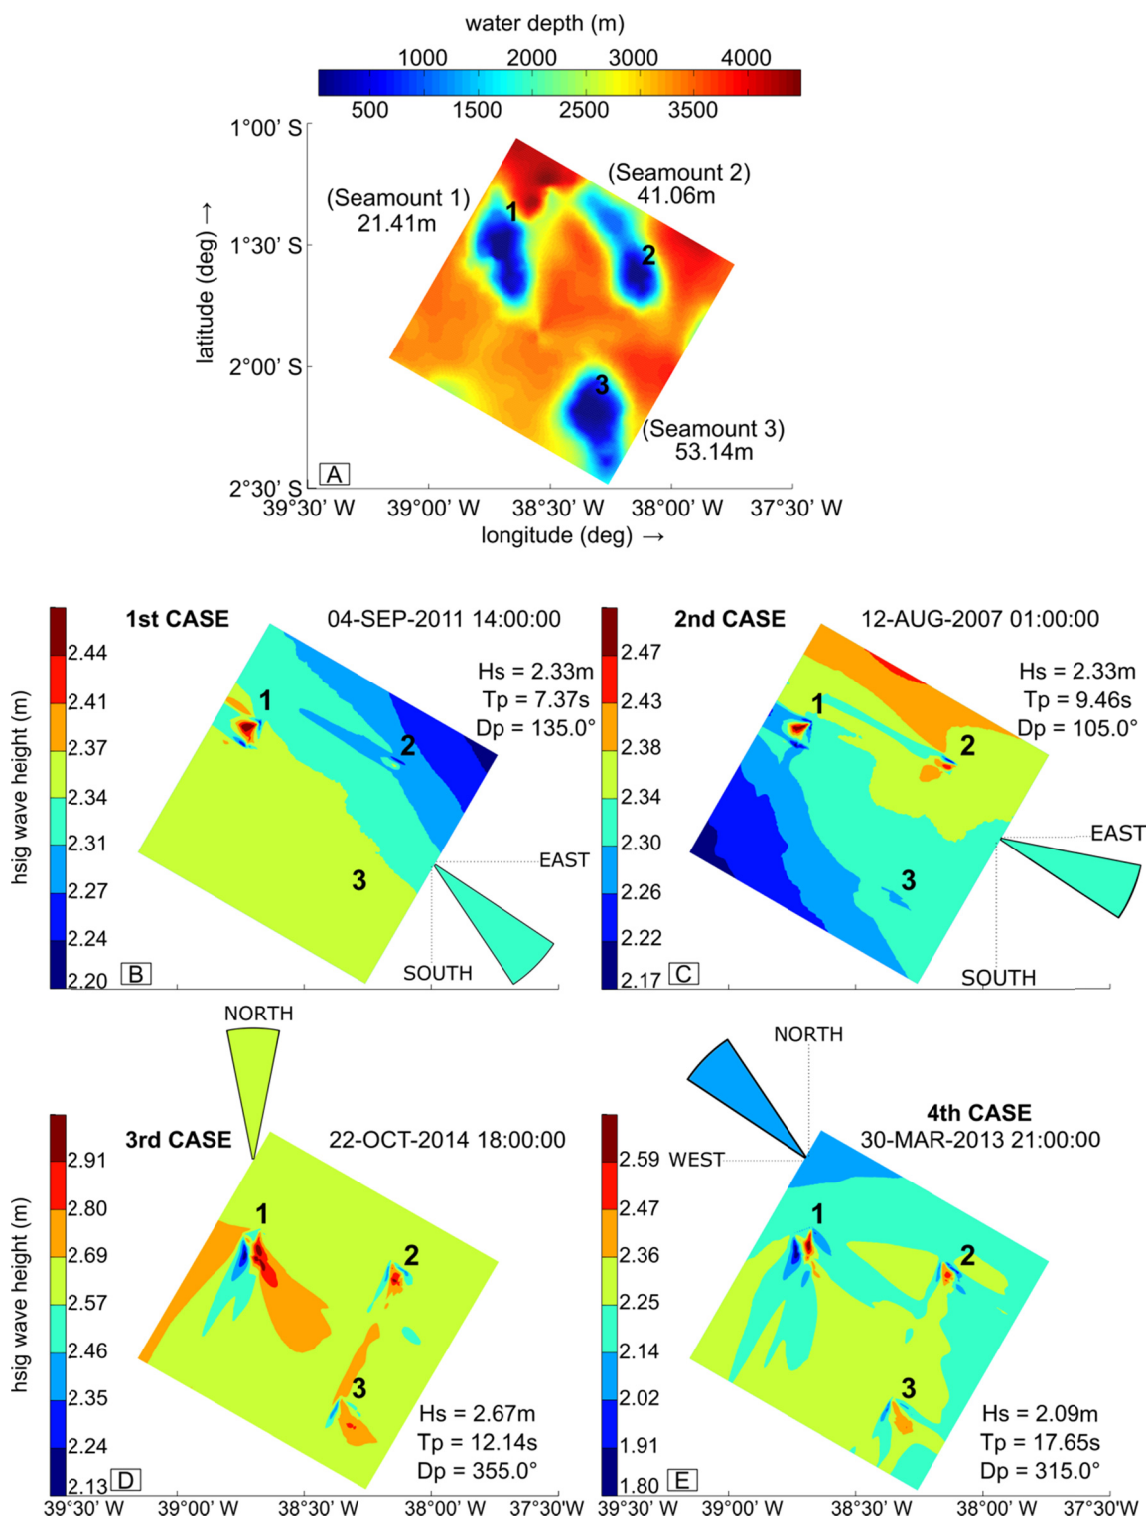 water depth (m)
1000 2000 3000 4000
500 1500 2500 3500
1°00' S
(Seamount 1)
21.41m
(Seamount 2)
41.06m
1
2
1°30' S
latitude (deg) →
2°00' S
3
(Seamount 3)
53.14m
A
2°30' S
39°30' W 39°00' W 38°30' W 38°00' W 37°30' W
longitude (deg) →
1st CASE 04-SEP-2011 14:00:00
Hs = 2.33m
Tp = 7.37s
Dp = 135.0°
hsig wave height (m)
2.44
2.41
2.37
2.34
2.31
2.27
2.24
2.20
1
2
3
EAST
SOUTH
B
2nd CASE 12-AUG-2007 01:00:00
Hs = 2.33m
Tp = 9.46s
Dp = 105.0°
2.47
2.43
2.38
2.34
2.30
2.26
2.22
2.17
1
2
3
EAST
SOUTH
C
39°00' W 38°30' W 38°00' W
NORTH
3rd CASE 22-OCT-2014 18:00:00
hsig wave height (m)
2.91
2.80
2.69
2.57
2.46
2.35
2.24
2.13
1
2
3
Hs = 2.67m
Tp = 12.14s
Dp = 355.0°
D
39°30' W 39°00' W 38°30' W 38°00' W
NORTH
WEST
4th CASE
30-MAR-2013 21:00:00
2.59
2.47
2.36
2.25
2.14
2.02
1.91
1.80
1
2
3
Hs = 2.09m
Tp = 17.65s
Dp = 315.0°
E
39°30' W 39°00' W 38°30' W 38°00' W 37°30' W